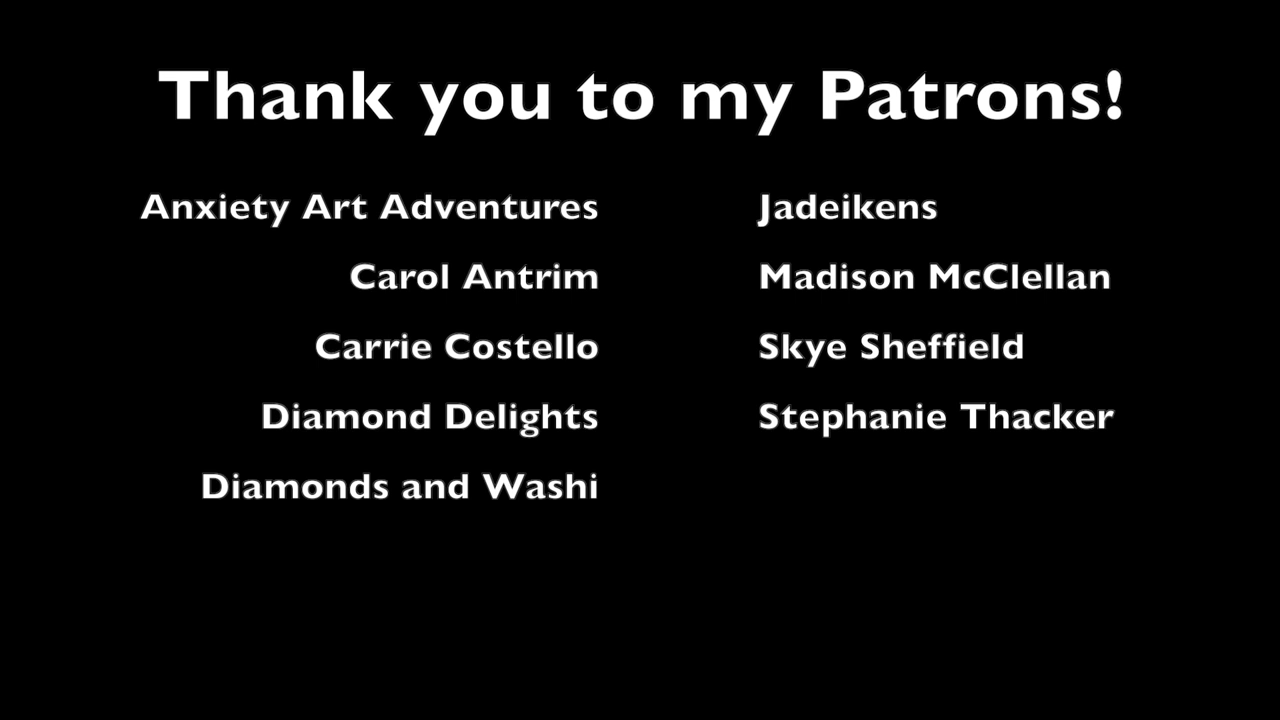 Thank you to my Patrons!
Anxiety Art Adventures
Carol Antrim
Carrie Costello
Diamond Delights
Diamonds and Washi
Jadeikens
Madison McClellan
Skye Sheffield
Stephanie Thacker